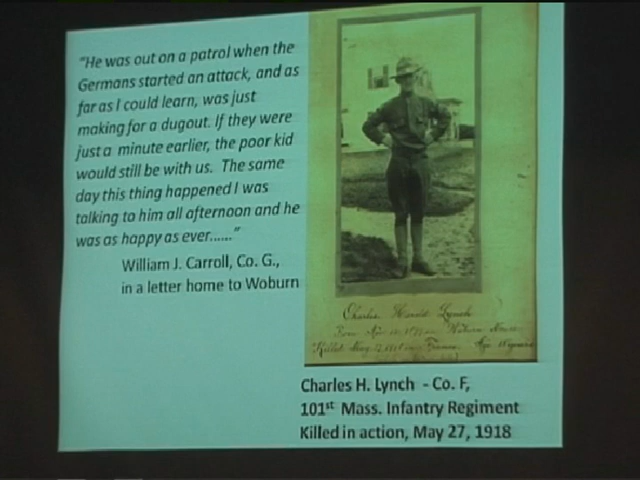 "He was out on a patrol when the
Germans started an attack, and as
far as I could learn, was just
making for a dugout. If they were
just a minute earlier, the poor kid
would still be with us. The same
day this thing happened I was
talking to him all afternoon and he
was as happy as ever......"
William J. Carroll, Co. G.,
in a letter home to Woburn
Charles Harold Lynch
Born
Killed France
Charles H. Lynch - Co. F,
101st Mass. Infantry Regiment
Killed in action, May 27, 1918